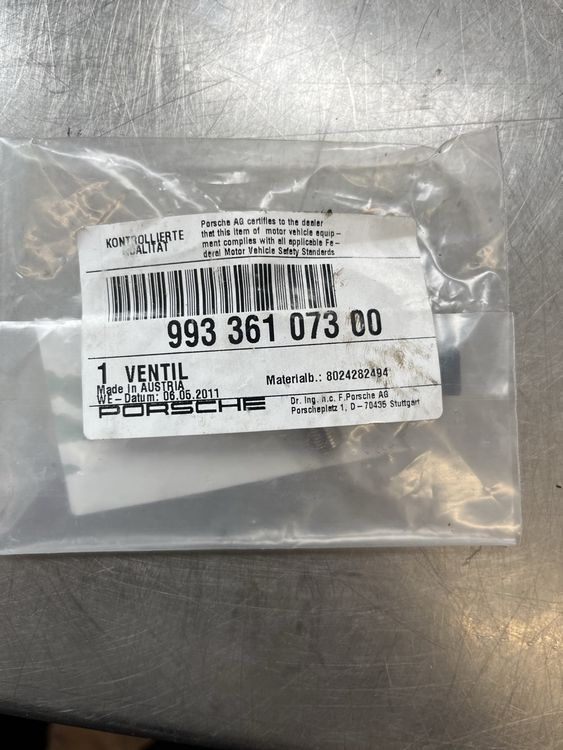 KONTROLLIERTE
QUALITÄT
Porsche AG certifies to the dealer
that this item of motor vehicle equip-
ment complies with all applicable Fe-
deral Motor Vehicle Safety Standards
993 361 073 00
1 VENTIL
Made in AUSTRIA
WE-Datum: 06.05.2011
Materialb.: 8024282494
PORSCHE
Dr. Ing. h.c. F.Porsche AG
Porscheplatz 1, D-70435 Stuttgart